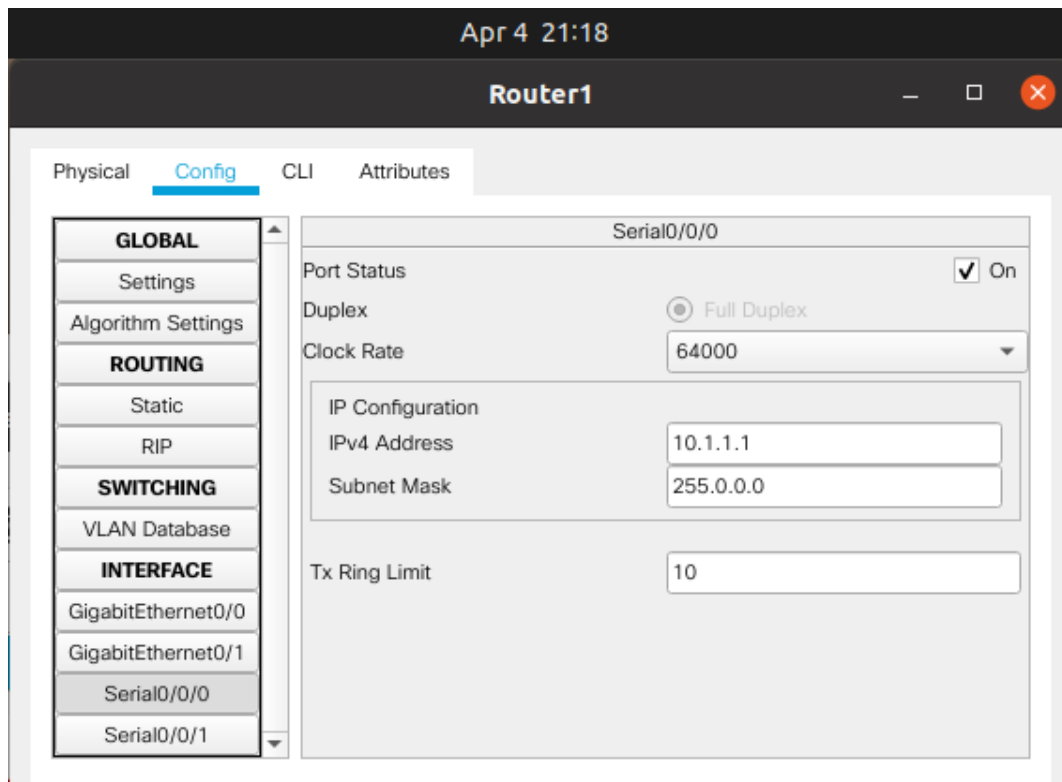 Apr 4 21:18
Router1
Physical Config CLI Attributes
GLOBAL
Settings
Algorithm Settings
ROUTING
Static
RIP
SWITCHING
VLAN Database
INTERFACE
GigabitEthernet0/0
GigabitEthernet0/1
Serial0/0/0
Serial0/0/1
Serial0/0/0
Port Status On
Duplex Full Duplex
Clock Rate 64000
IP Configuration
IPv4 Address 10.1.1.1
Subnet Mask 255.0.0.0
Tx Ring Limit 10